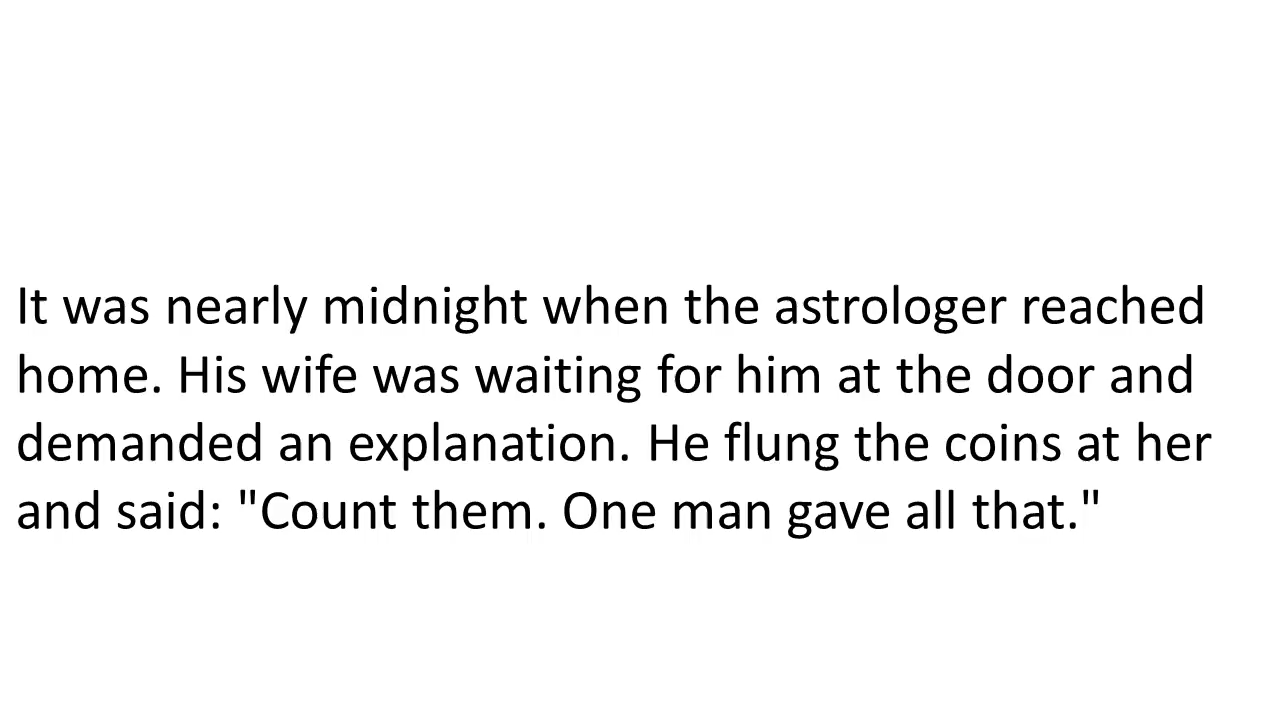 It was nearly midnight when the astrologer reached
home. His wife was waiting for him at the door and
demanded an explanation. He flung the coins at her
and said: "Count them. One man gave all that."